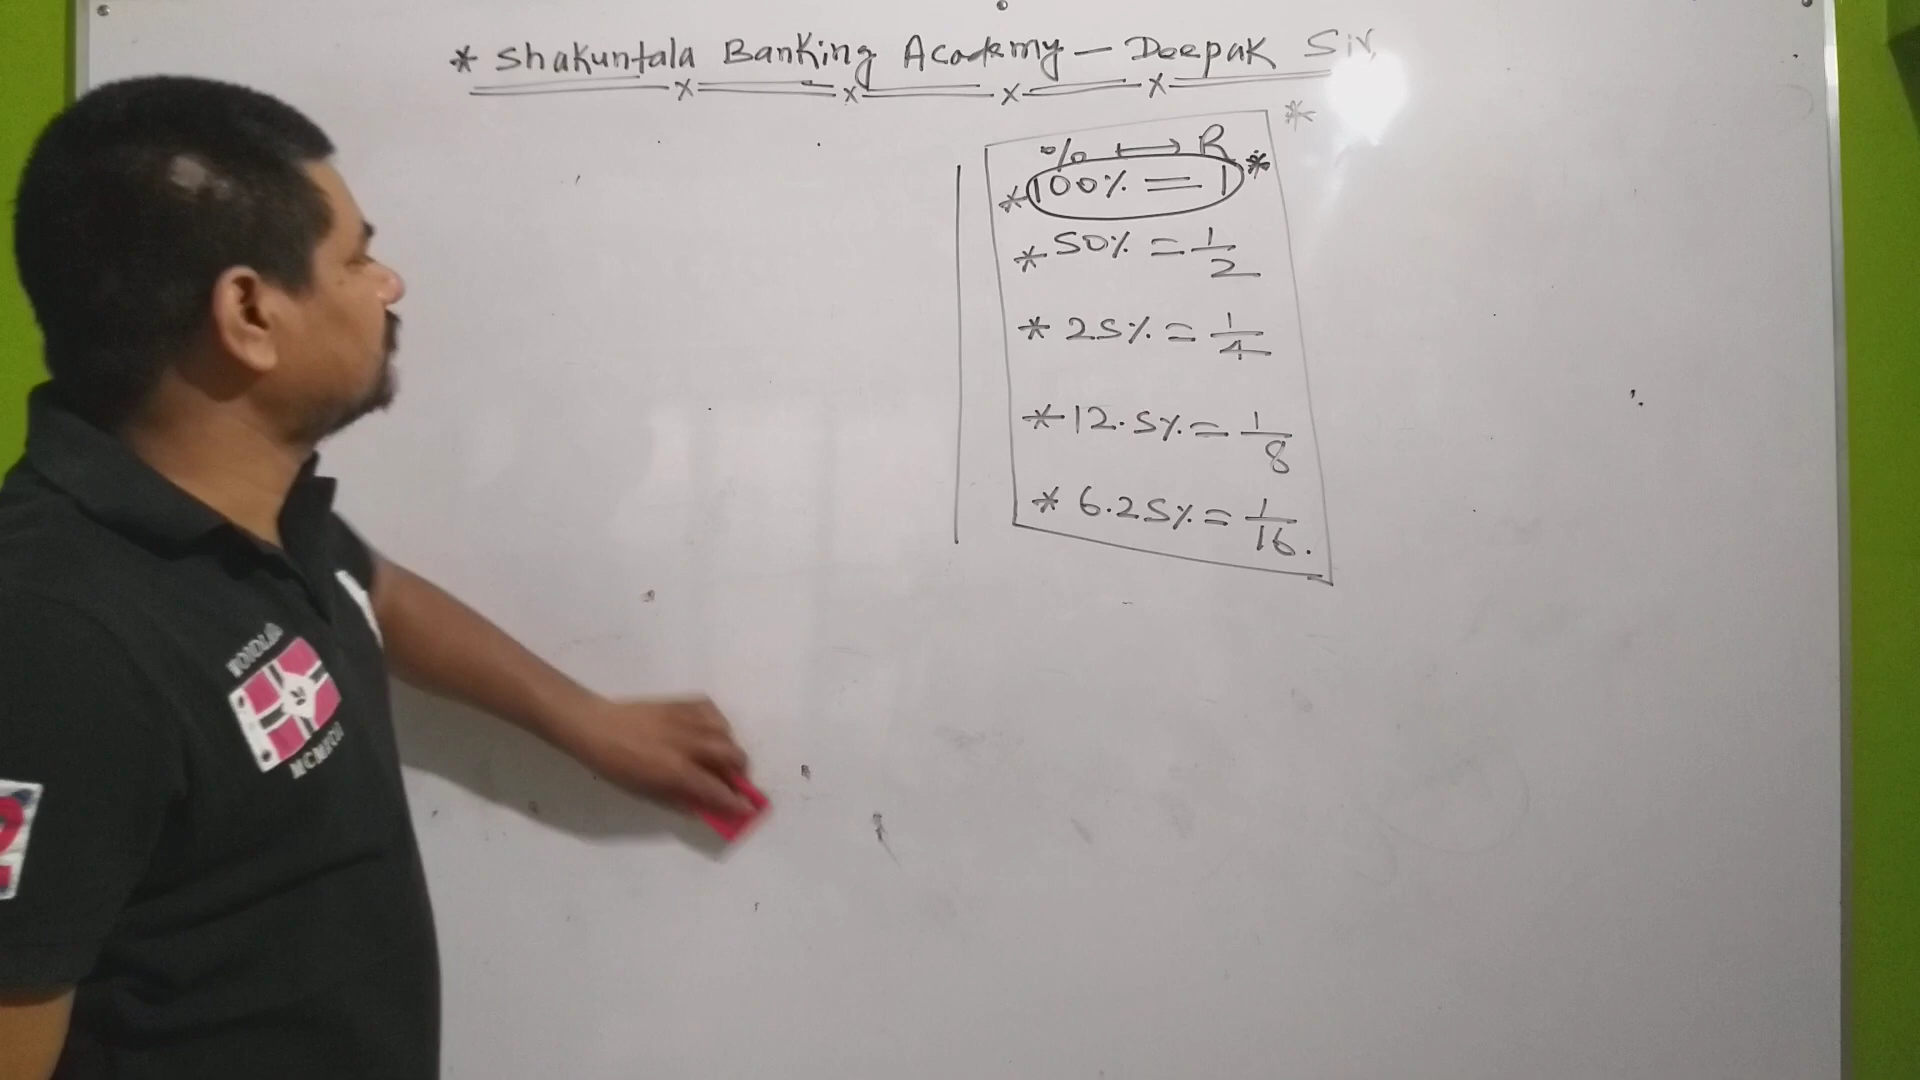 * Shakuntala Banking Academy – Deepak Sir
*
% ↔ R
* 100% = 1 *
* 50% = 1/2
* 25% = 1/4
* 12.5% = 1/8
* 6.25% = 1/16.